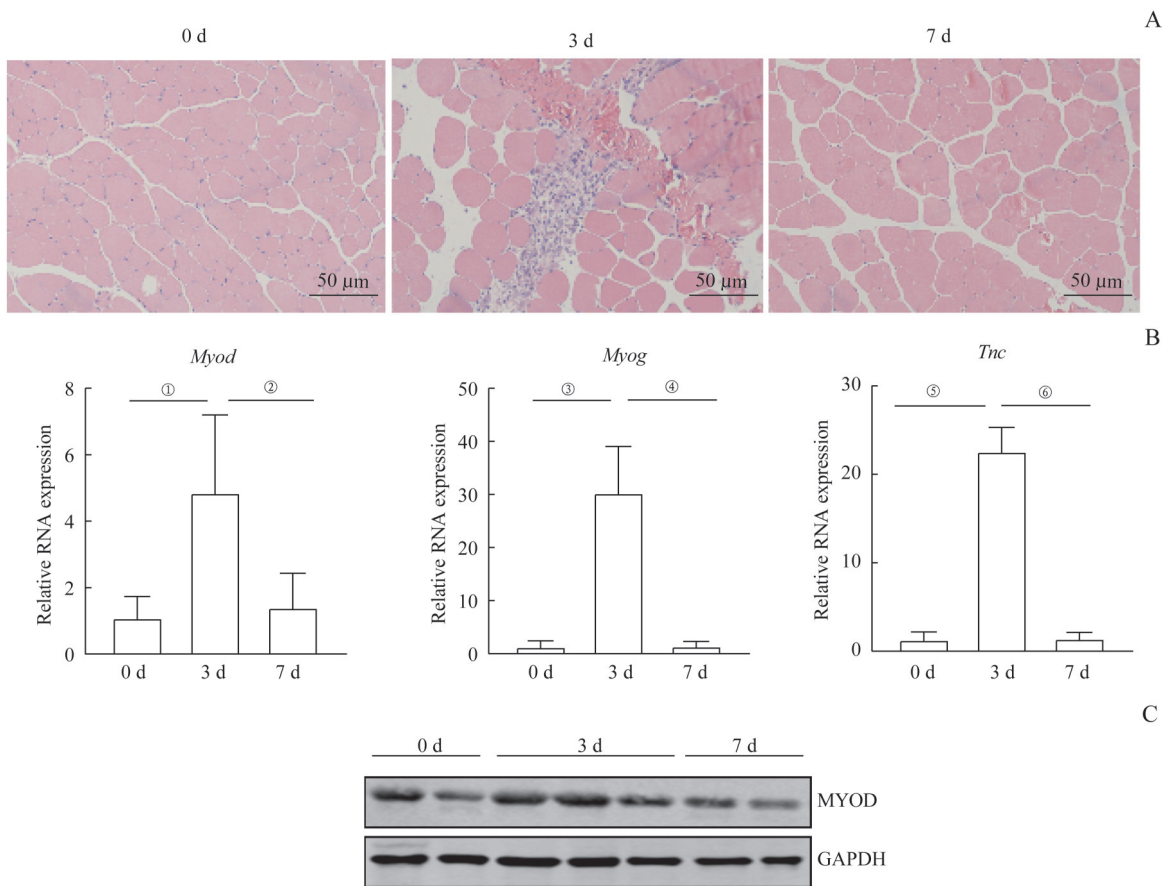 A
0 d
3 d
7 d
50 µm
50 µm
50 µm
B
Myod
Myog
Tnc
Relative RNA expression
8
6
4
2
0
①
②
0 d
3 d
7 d
Relative RNA expression
50
40
30
20
10
0
③
④
0 d
3 d
7 d
Relative RNA expression
30
20
10
0
⑤
⑥
0 d
3 d
7 d
C
0 d
3 d
7 d
MYOD
GAPDH